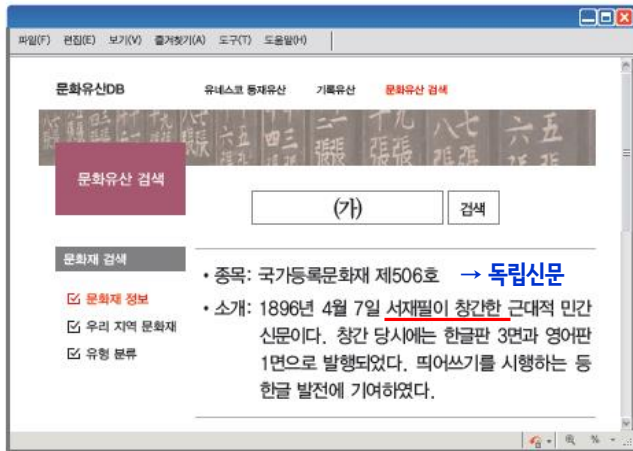 파일(F) 편집(E) 보기(V) 즐겨찾기(A) 도구(T) 도움말(H)
문화유산DB 유네스코 등재유산 기록유산 문화유산 검색
문화유산 검색
(가) 검색
문화재 검색
문화재 정보
우리 지역 문화재
유형 분류
• 종목: 국가등록문화재 제506호 → 독립신문
• 소개: 1896년 4월 7일 서재필이 창간한 근대적 민간
신문이다. 창간 당시에는 한글판 3면과 영어판
1면으로 발행되었다. 띄어쓰기를 시행하는 등
한글 발전에 기여하였다.